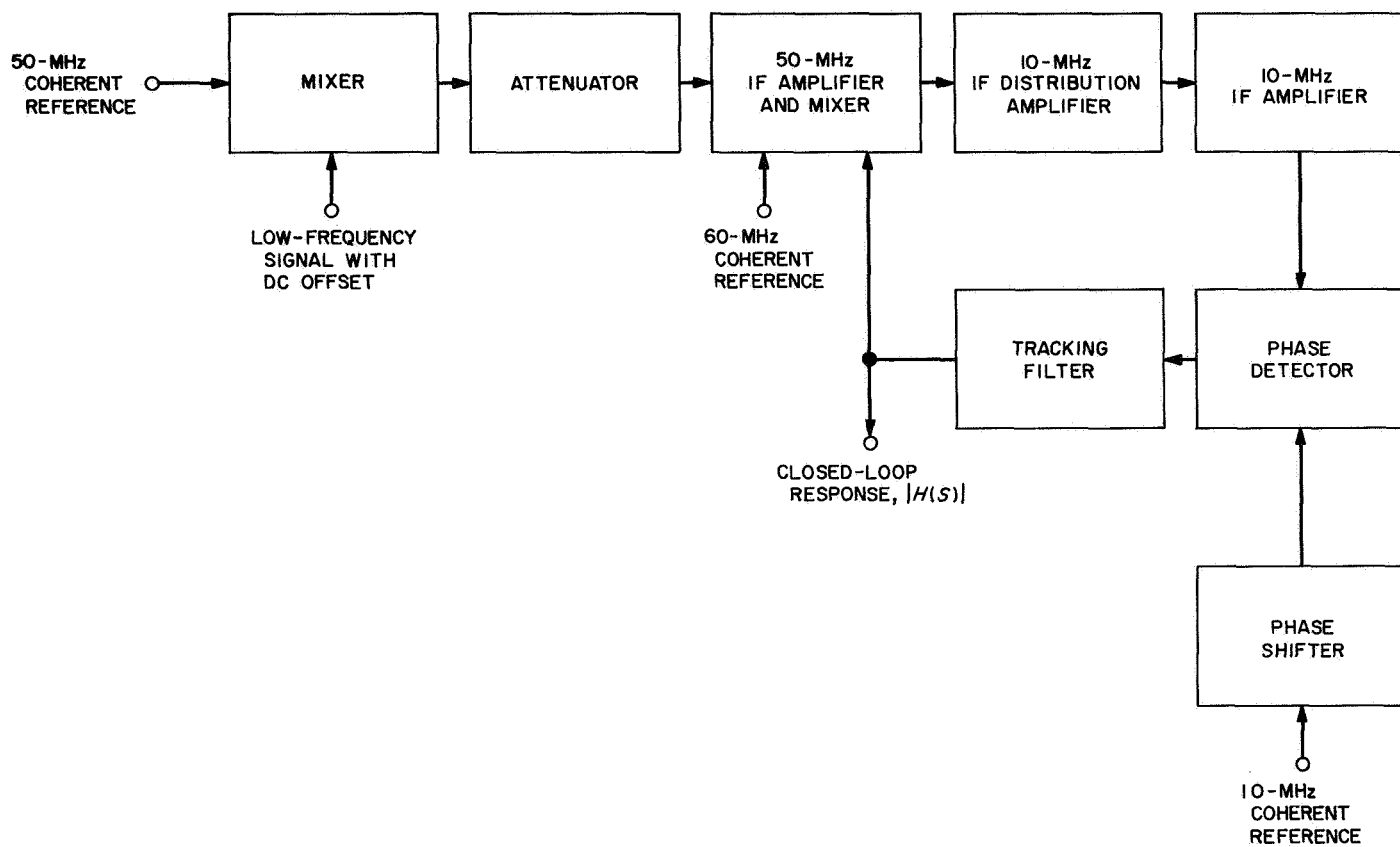 50-MHz
COHERENT
REFERENCE
MIXER
ATTENUATOR
50-MHz
IF AMPLIFIER
AND MIXER
10-MHz
IF DISTRIBUTION
AMPLIFIER
10-MHz
IF AMPLIFIER
LOW-FREQUENCY
SIGNAL WITH
DC OFFSET
60-MHz
COHERENT
REFERENCE
TRACKING
FILTER
PHASE
DETECTOR
CLOSED-LOOP
RESPONSE, |H(S)|
PHASE
SHIFTER
10-MHz
COHERENT
REFERENCE